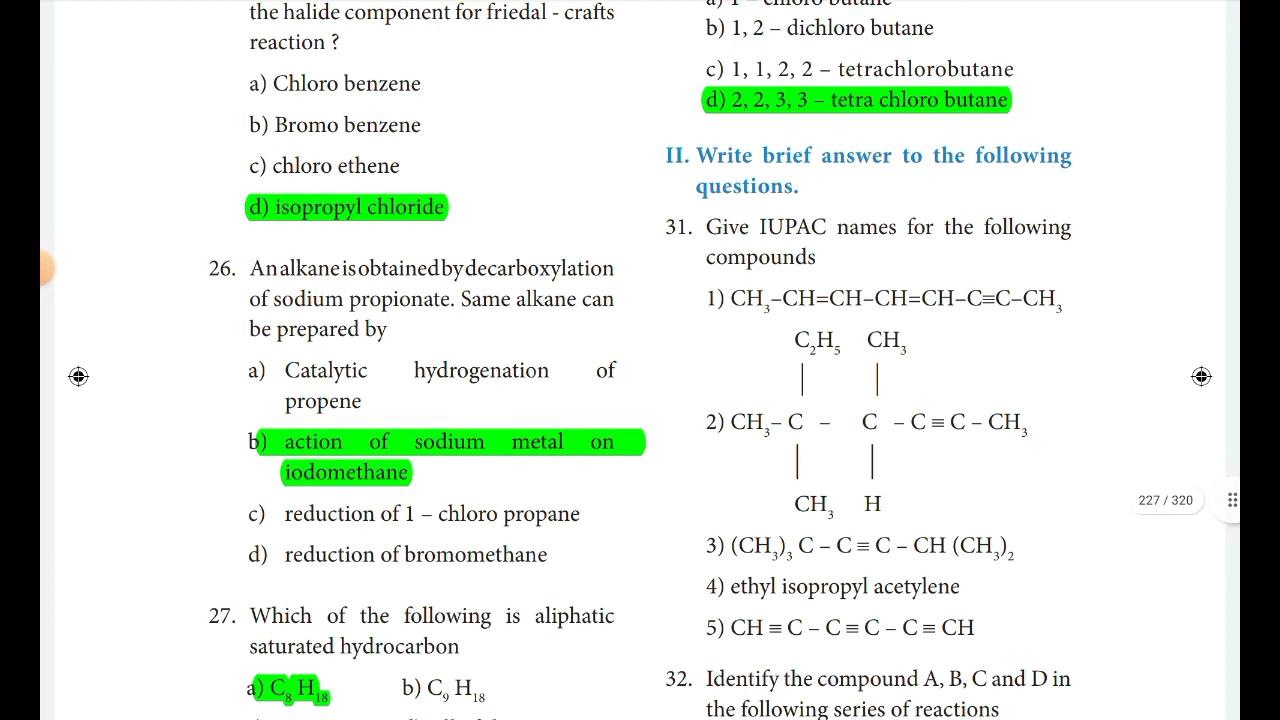 the halide component for friedal - crafts
reaction ?
a) Chloro benzene
b) Bromo benzene
c) chloro ethene
d) isopropyl chloride
26. An alkane is obtained by decarboxylation
of sodium propionate. Same alkane can
be prepared by
a) Catalytic hydrogenation of
propene
b) action of sodium metal on
iodomethane
c) reduction of 1 – chloro propane
d) reduction of bromomethane
27. Which of the following is aliphatic
saturated hydrocarbon
a) C₈ H₁₈ b) C₉ H₁₈
a) 1 – chloro butane
b) 1, 2 – dichloro butane
c) 1, 1, 2, 2 – tetrachlorobutane
d) 2, 2, 3, 3 – tetra chloro butane
II. Write brief answer to the following
questions.
31. Give IUPAC names for the following
compounds
1) CH₃–CH=CH–CH=CH–C≡C–CH₃
C₂H₅ CH₃
2) CH₃– C – C – C ≡ C – CH₃
CH₃ H
3) (CH₃)₃ C – C ≡ C – CH (CH₃)₂
4) ethyl isopropyl acetylene
5) CH ≡ C – C ≡ C – C ≡ CH
32. Identify the compound A, B, C and D in
the following series of reactions
227 / 320